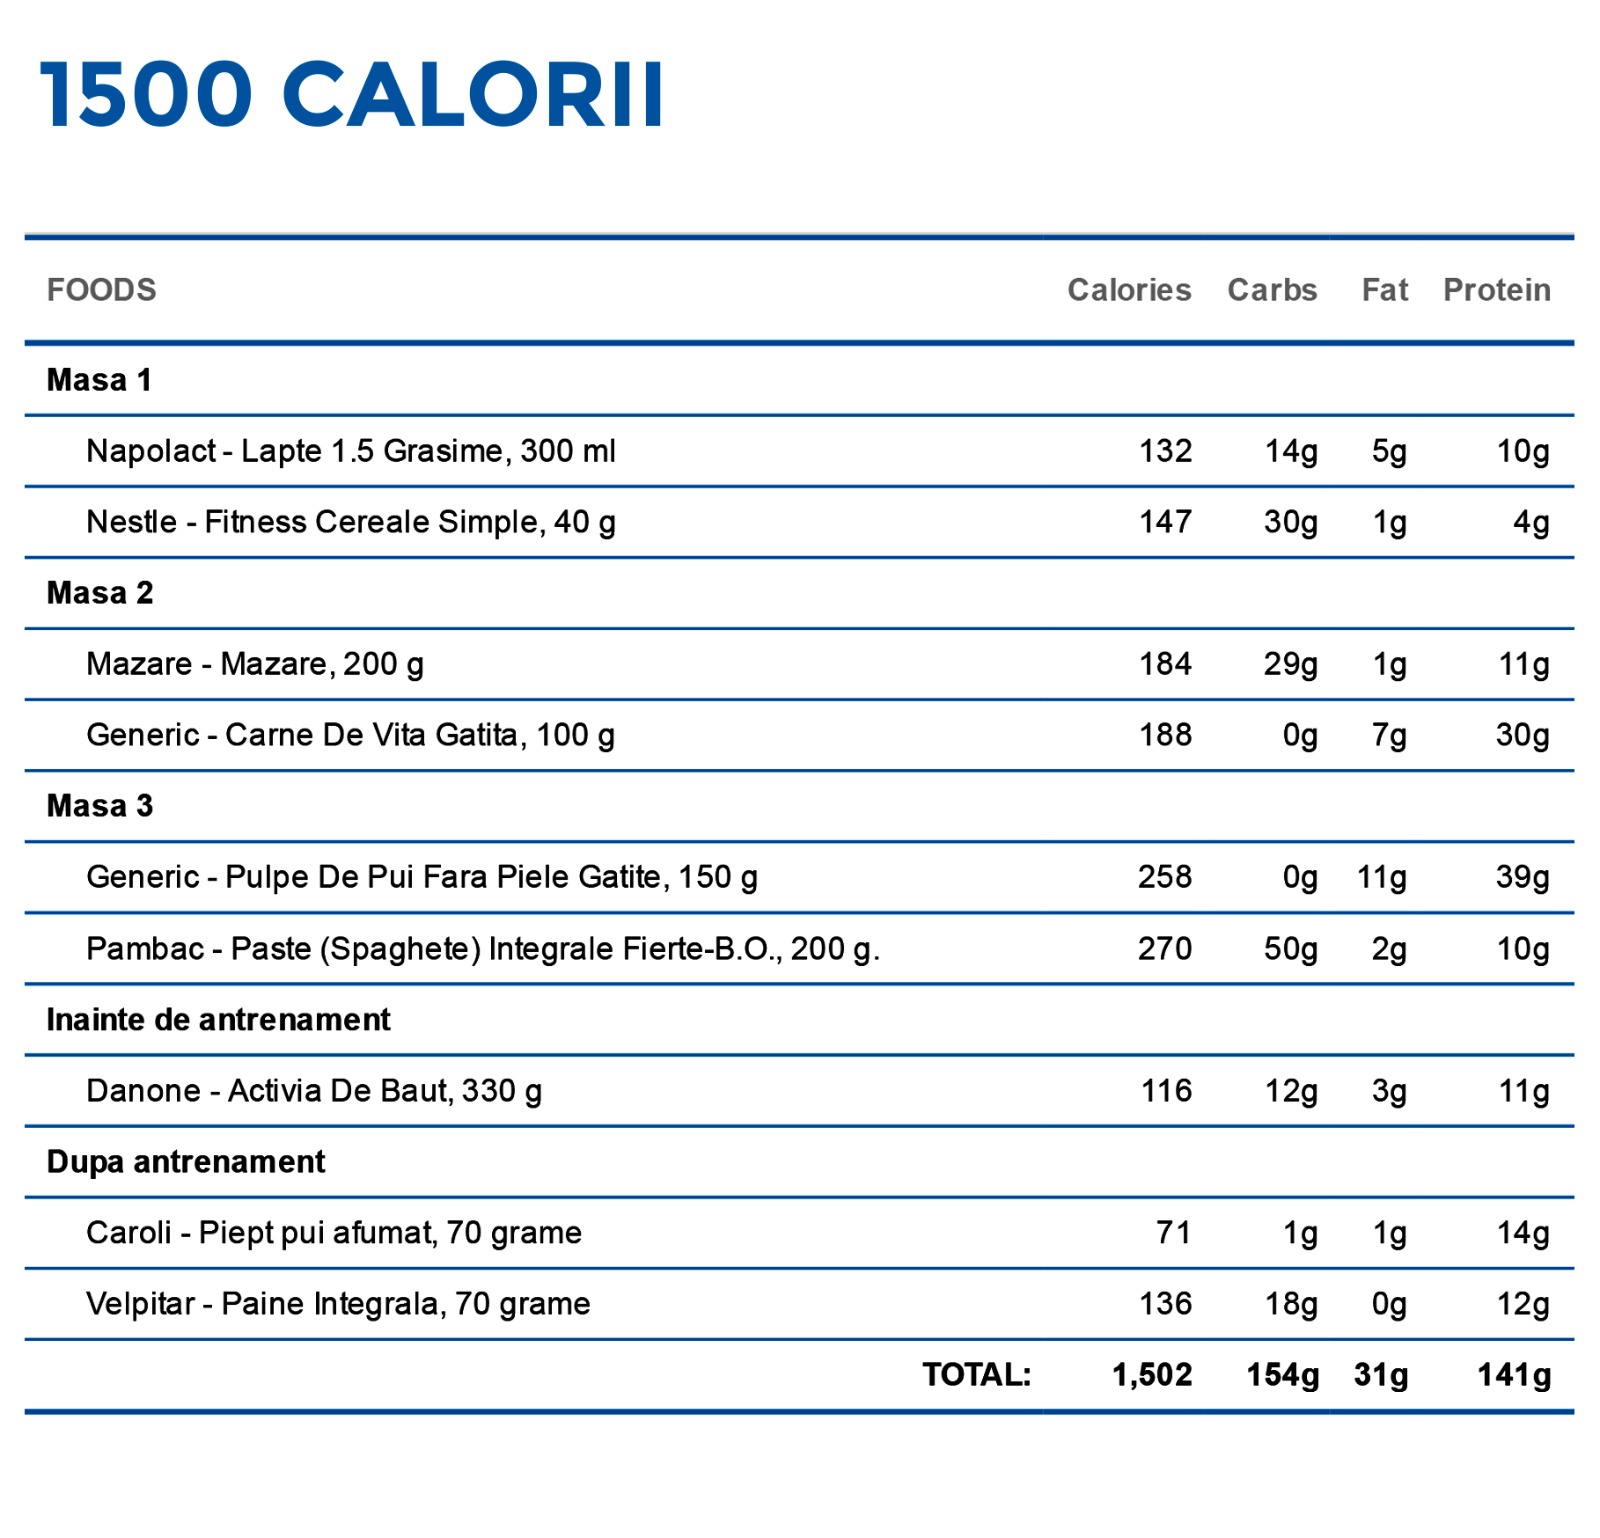 1500 CALORII
FOODS Calories Carbs Fat Protein
Masa 1
Napolact - Lapte 1.5 Grasime, 300 ml 132 14g 5g 10g
Nestle - Fitness Cereale Simple, 40 g 147 30g 1g 4g
Masa 2
Mazare - Mazare, 200 g 184 29g 1g 11g
Generic - Carne De Vita Gatita, 100 g 188 0g 7g 30g
Masa 3
Generic - Pulpe De Pui Fara Piele Gatite, 150 g 258 0g 11g 39g
Pambac - Paste (Spaghete) Integrale Fierte-B.O., 200 g. 270 50g 2g 10g
Inainte de antrenament
Danone - Activia De Baut, 330 g 116 12g 3g 11g
Dupa antrenament
Caroli - Piept pui afumat, 70 grame 71 1g 1g 14g
Velpitar - Paine Integrala, 70 grame 136 18g 0g 12g
TOTAL: 1,502 154g 31g 141g